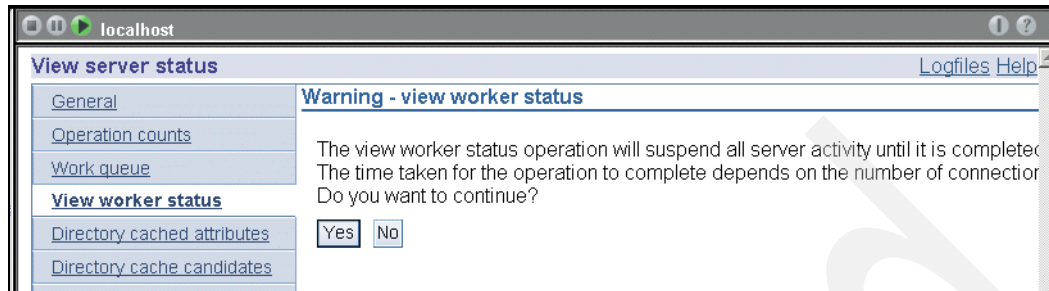 localhost
View server status
Logfiles Help
General
Operation counts
Work queue
View worker status
Directory cached attributes
Directory cache candidates
Warning - view worker status
The view worker status operation will suspend all server activity until it is completed
The time taken for the operation to complete depends on the number of connection
Do you want to continue?
Yes No